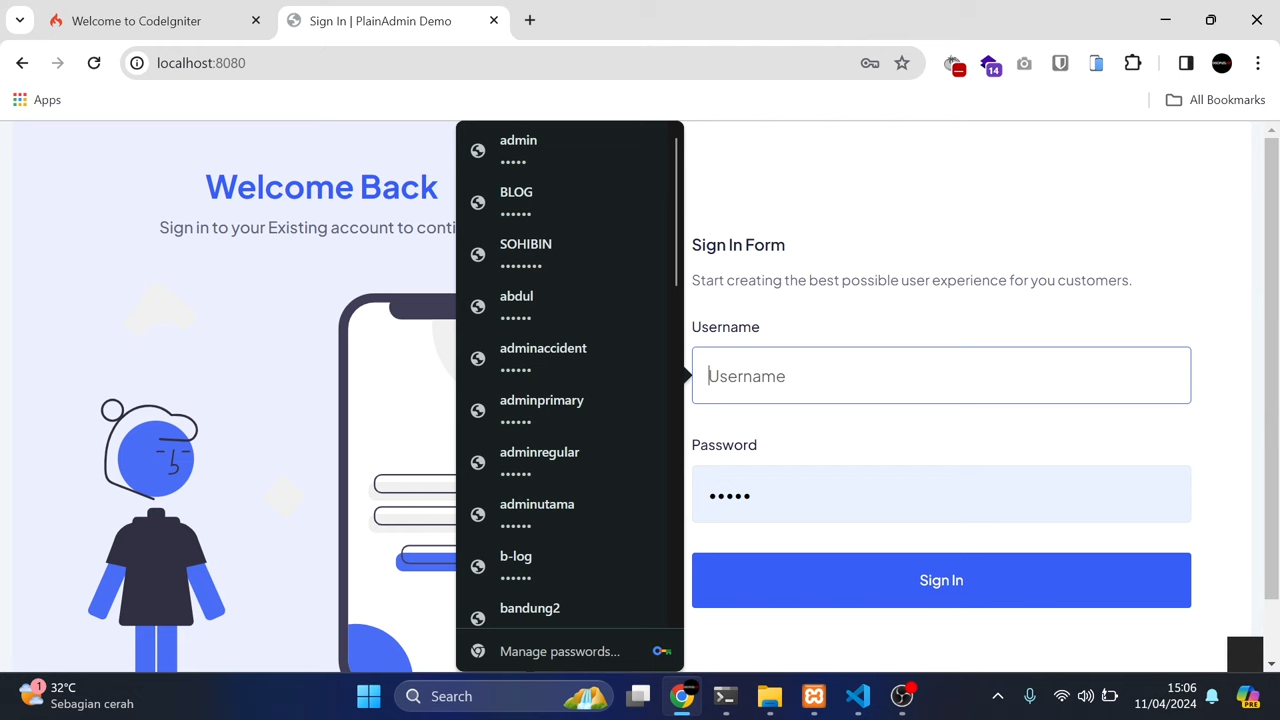 Welcome to CodeIgniter
Sign In | PlainAdmin Demo
localhost:8080
14
Apps
All Bookmarks
Welcome Back
Sign in to your Existing account to conti
admin
•••••
BLOG
••••••
SOHIBIN
••••••••
abdul
••••••
adminaccident
••••••
adminprimary
••••••
adminregular
••••••
adminutama
••••••
b-log
••••••
bandung2
Manage passwords...
Sign In Form
Start creating the best possible user experience for you customers.
Username
Username
Password
•••••
Sign In
1
32°C
Sebagian cerah
Search
15:06
11/04/2024
PRE